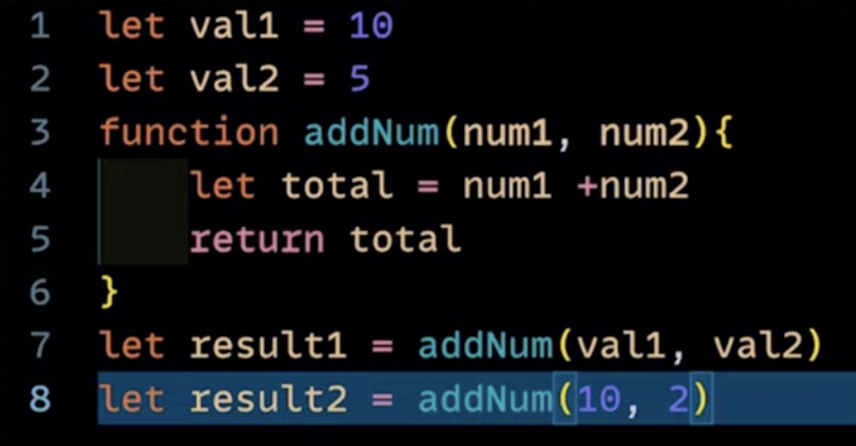 1 let val1 = 10
2 let val2 = 5
3 function addNum(num1, num2){
4     let total = num1 +num2
5     return total
6 }
7 let result1 = addNum(val1, val2)
8 let result2 = addNum(10, 2)